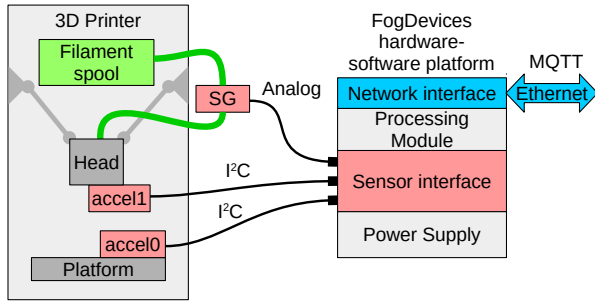 3D Printer
Filament
spool
SG
Analog
Head
accel1
I²C
I²C
accel0
Platform
FogDevices
hardware-
software platform
Network interface
Processing
Module
Sensor interface
Power Supply
MQTT
Ethernet